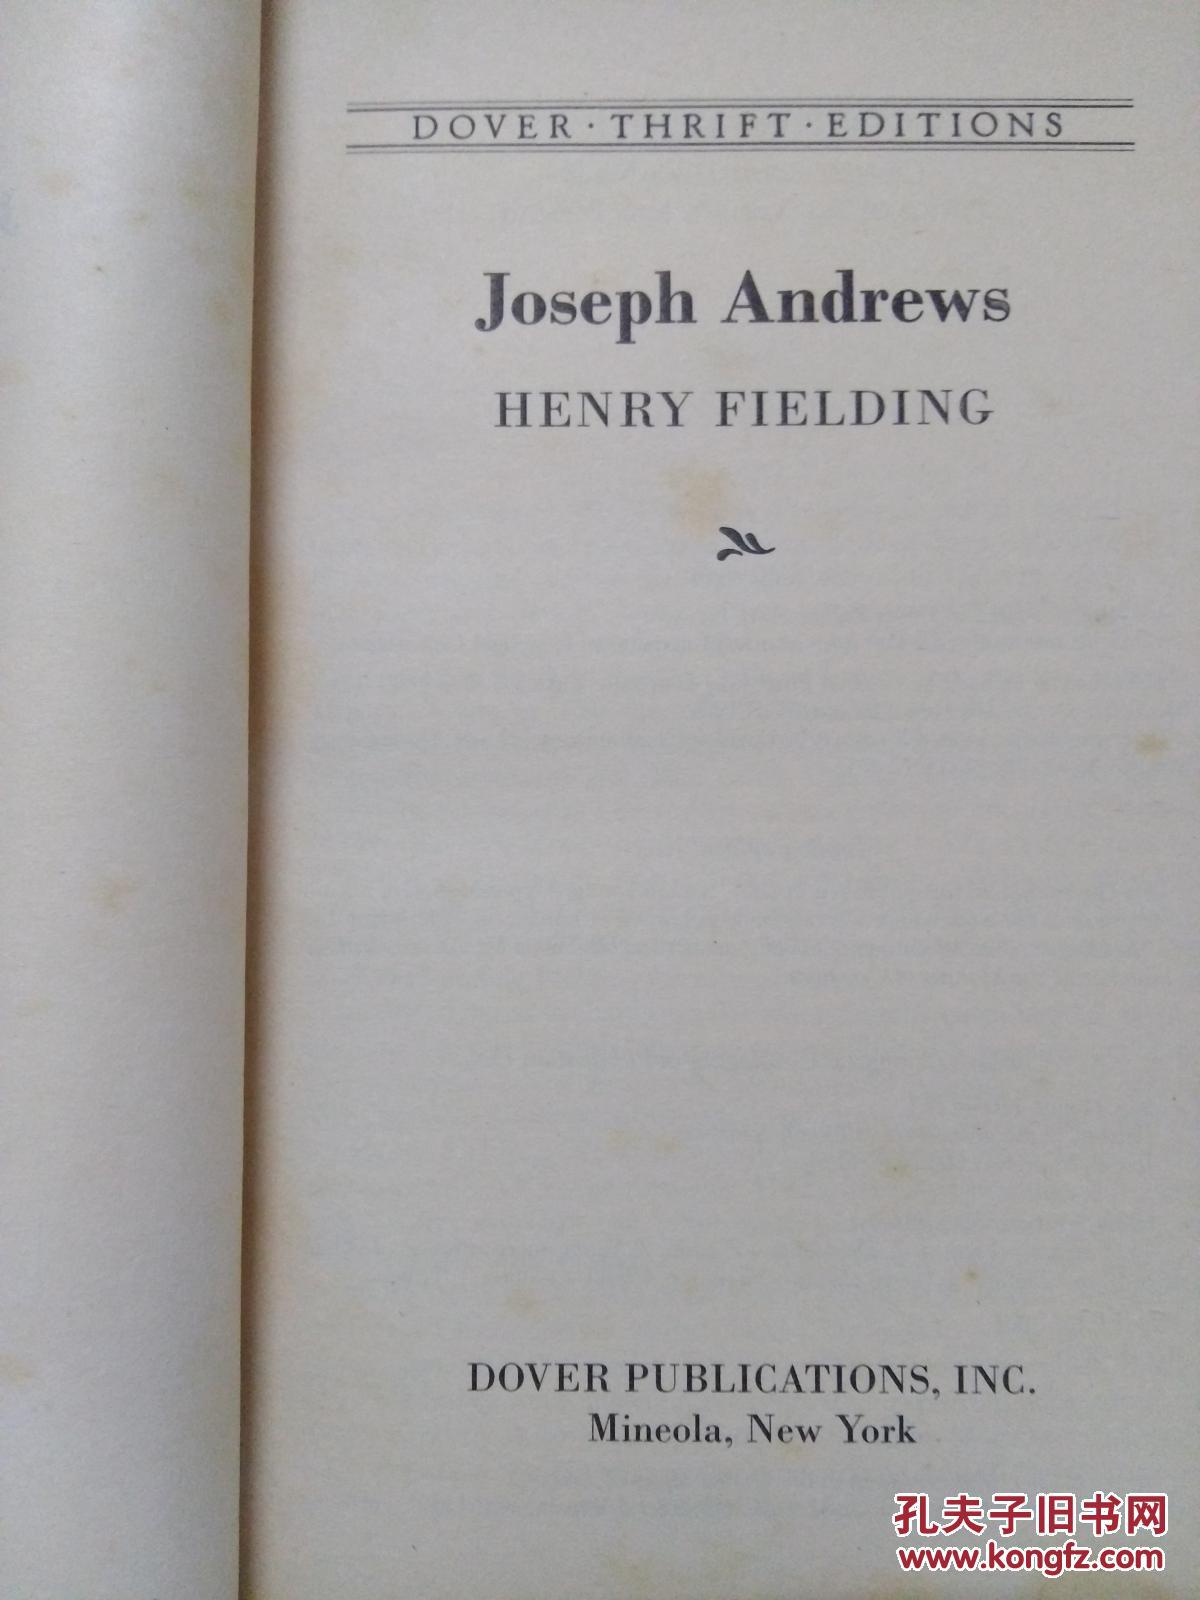 DOVER · THRIFT · EDITIONS
Joseph Andrews
HENRY FIELDING
DOVER PUBLICATIONS, INC.
Mineola, New York
孔夫子旧书网
www.kongfz.com